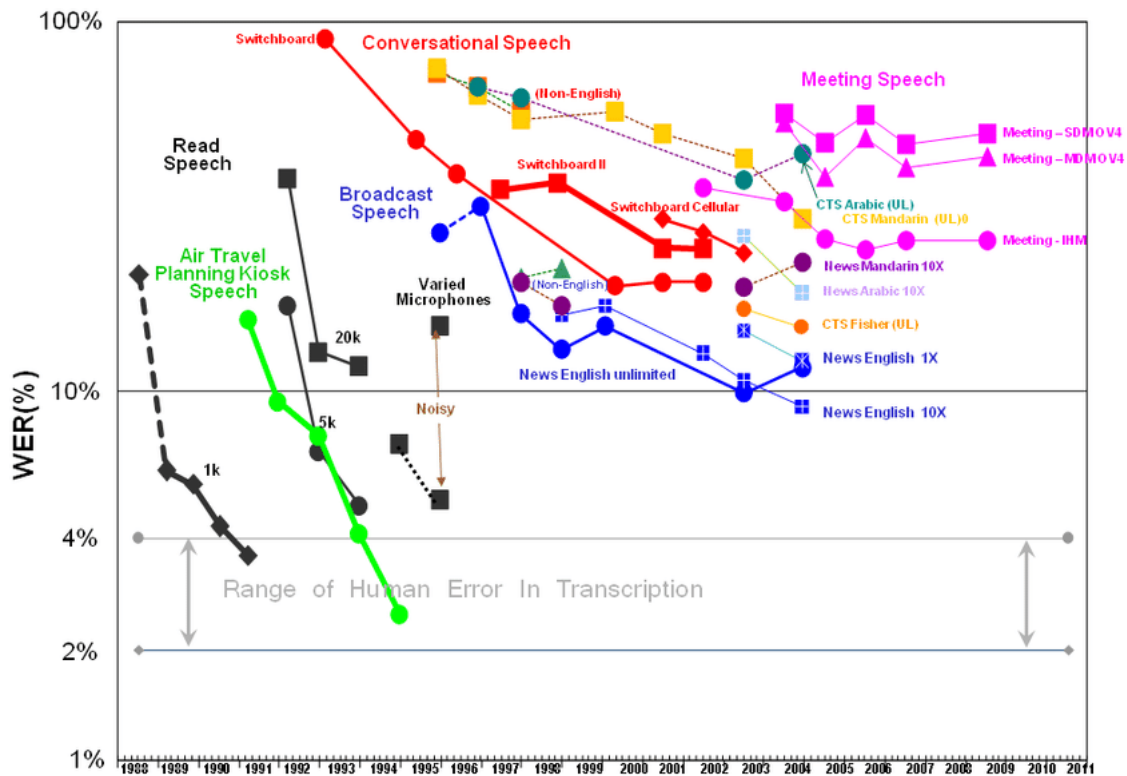 100%
Switchboard
Conversational Speech
Meeting Speech
(Non-English)
Meeting – SDM OV4
Read
Speech
Meeting – MDM OV4
Switchboard II
Broadcast
Speech
Switchboard Cellular
CTS Arabic (UL)
CTS Mandarin (UL)0
Meeting - IHM
Air Travel
Planning Kiosk
Speech
Varied
Microphones
(Non-English)
News Mandarin 10X
News Arabic 10X
CTS Fisher (UL)
20k
News English unlimited
News English 1X
10%
Noisy
News English 10X
5k
1k
WER(%)
4%
Range of Human Error In Transcription
2%
1%
1988 1989 1990 1991 1992 1993 1994 1995 1996 1997 1998 1999 2000 2001 2002 2003 2004 2005 2006 2007 2008 2009 2010 2011